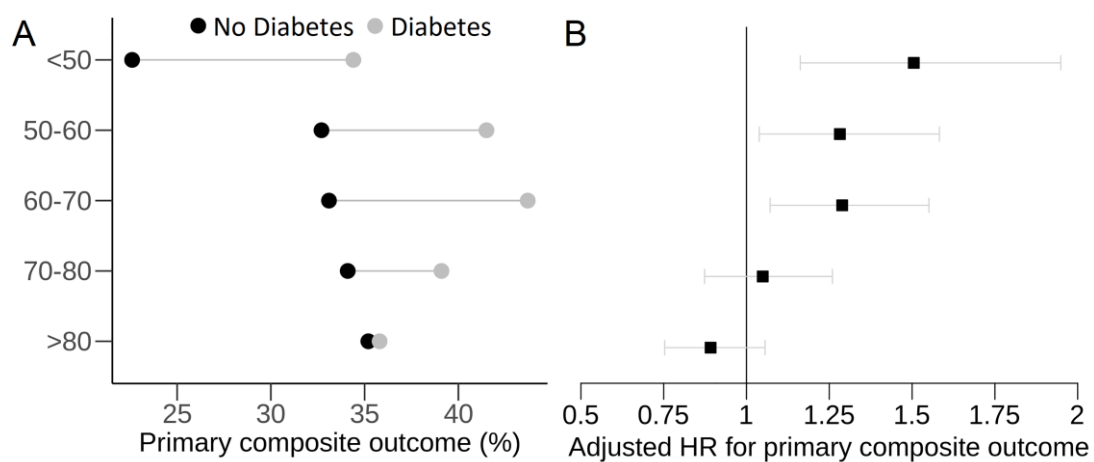 A
No Diabetes Diabetes
<50
50-60
60-70
70-80
>80
25 30 35 40
Primary composite outcome (%)
B
0.5 0.75 1 1.25 1.5 1.75 2
Adjusted HR for primary composite outcome